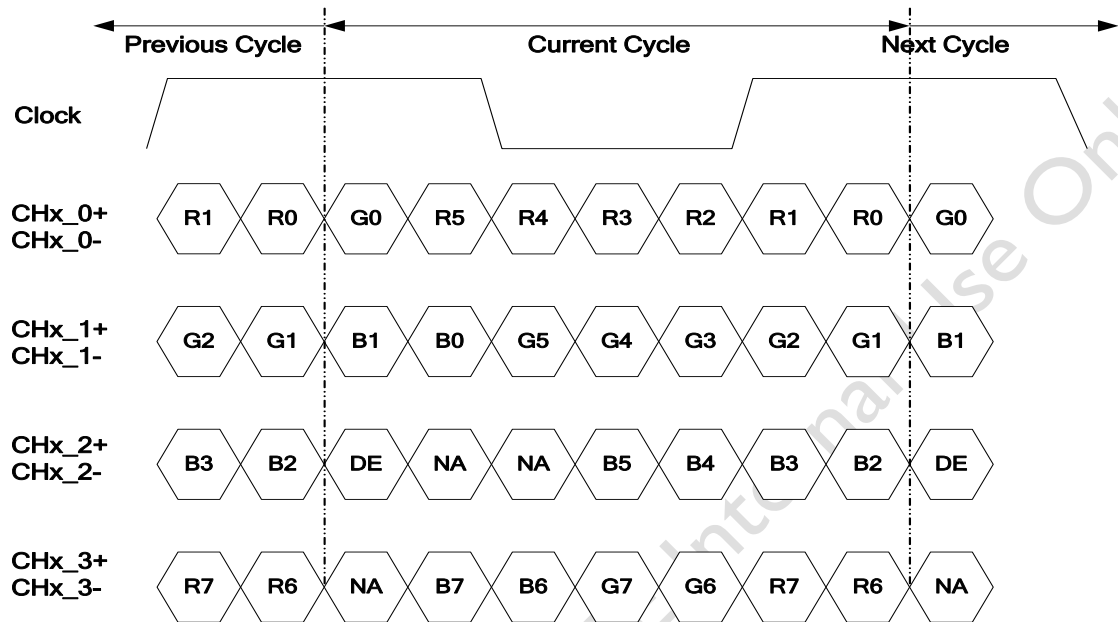 Previous Cycle Current Cycle Next Cycle
Clock
CHx_0+
CHx_0-
R1 R0 G0 R5 R4 R3 R2 R1 R0 G0
CHx_1+
CHx_1-
G2 G1 B1 B0 G5 G4 G3 G2 G1 B1
CHx_2+
CHx_2-
B3 B2 DE NA NA B5 B4 B3 B2 DE
CHx_3+
CHx_3-
R7 R6 NA B7 B6 G7 G6 R7 R6 NA